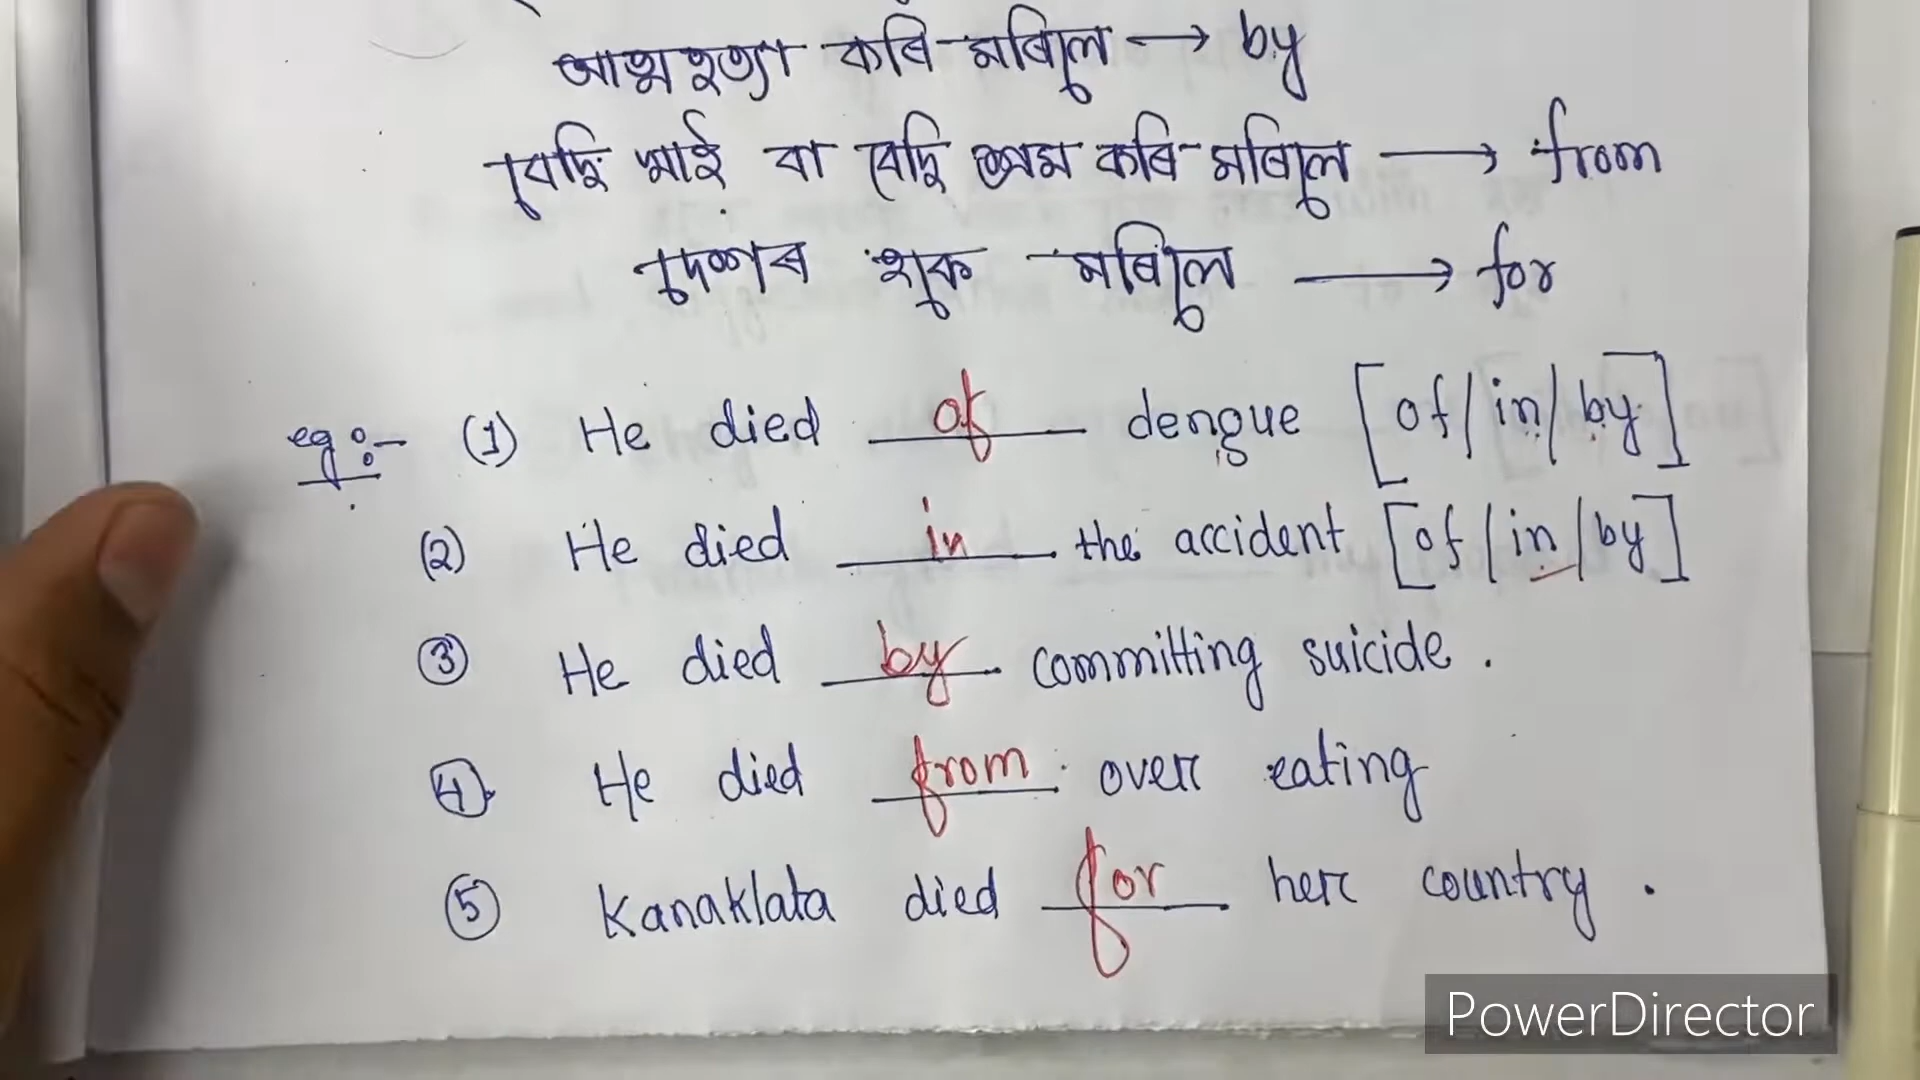 আত্মহত্যা কৰি মৰিলে → by
বেছি খাই বা বেছি শ্ৰম কৰি মৰিলে → from
দেশৰ হকে মৰিলে → for
eg :- (1) He died of dengue [of/in/by]
(2) He died in the accident [of/in/by]
③ He died by committing suicide.
④ He died from over eating
⑤ Kanaklata died for her country.
PowerDirector